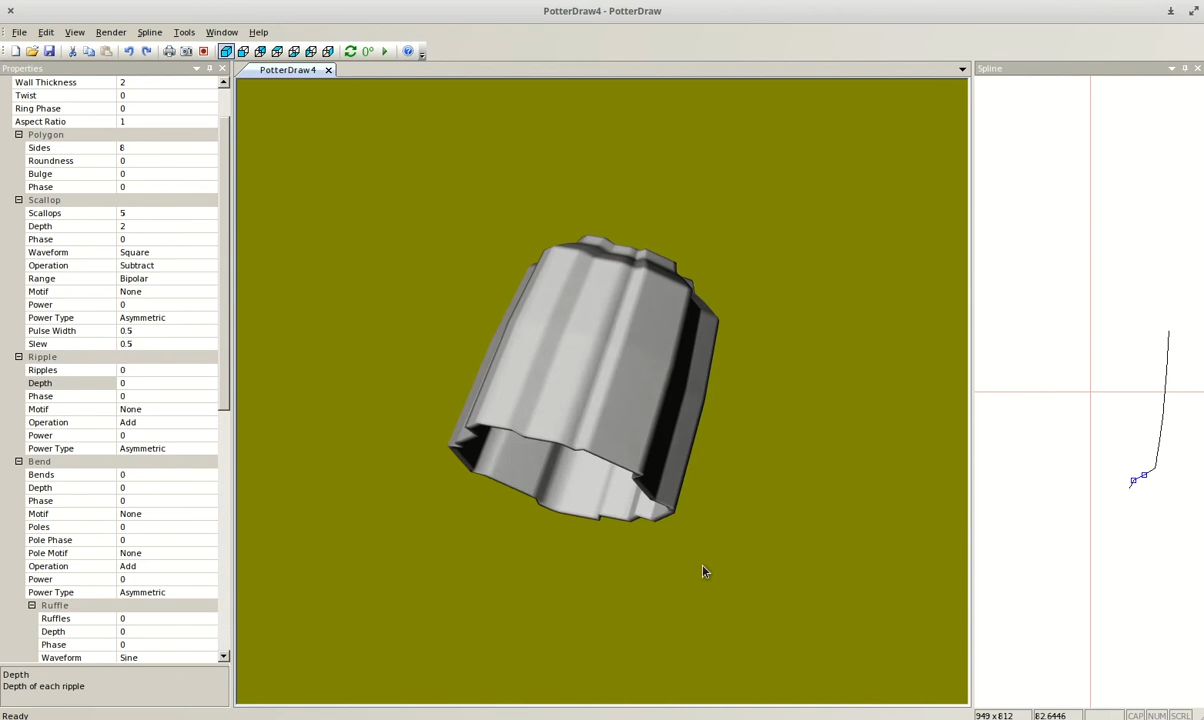 PotterDraw4 - PotterDraw
File Edit View Render Spline Tools Window Help
0°
Properties
PotterDraw4
Spline
Wall Thickness 2
Twist 0
Ring Phase 0
Aspect Ratio 1
Polygon
Sides 8
Roundness 0
Bulge 0
Phase 0
Scallop
Scallops 5
Depth 2
Phase 0
Waveform Square
Operation Subtract
Range Bipolar
Motif None
Power 0
Power Type Asymmetric
Pulse Width 0.5
Slew 0.5
Ripple
Ripples 0
Depth 0
Phase 0
Motif None
Operation Add
Power 0
Power Type Asymmetric
Bend
Bends 0
Depth 0
Phase 0
Motif None
Poles 0
Pole Phase 0
Pole Motif None
Operation Add
Power 0
Power Type Asymmetric
Ruffle
Ruffles 0
Depth 0
Phase 0
Waveform Sine
Depth
Depth of each ripple
Ready 949 x 812 82.6446 CAP NUM SCRL